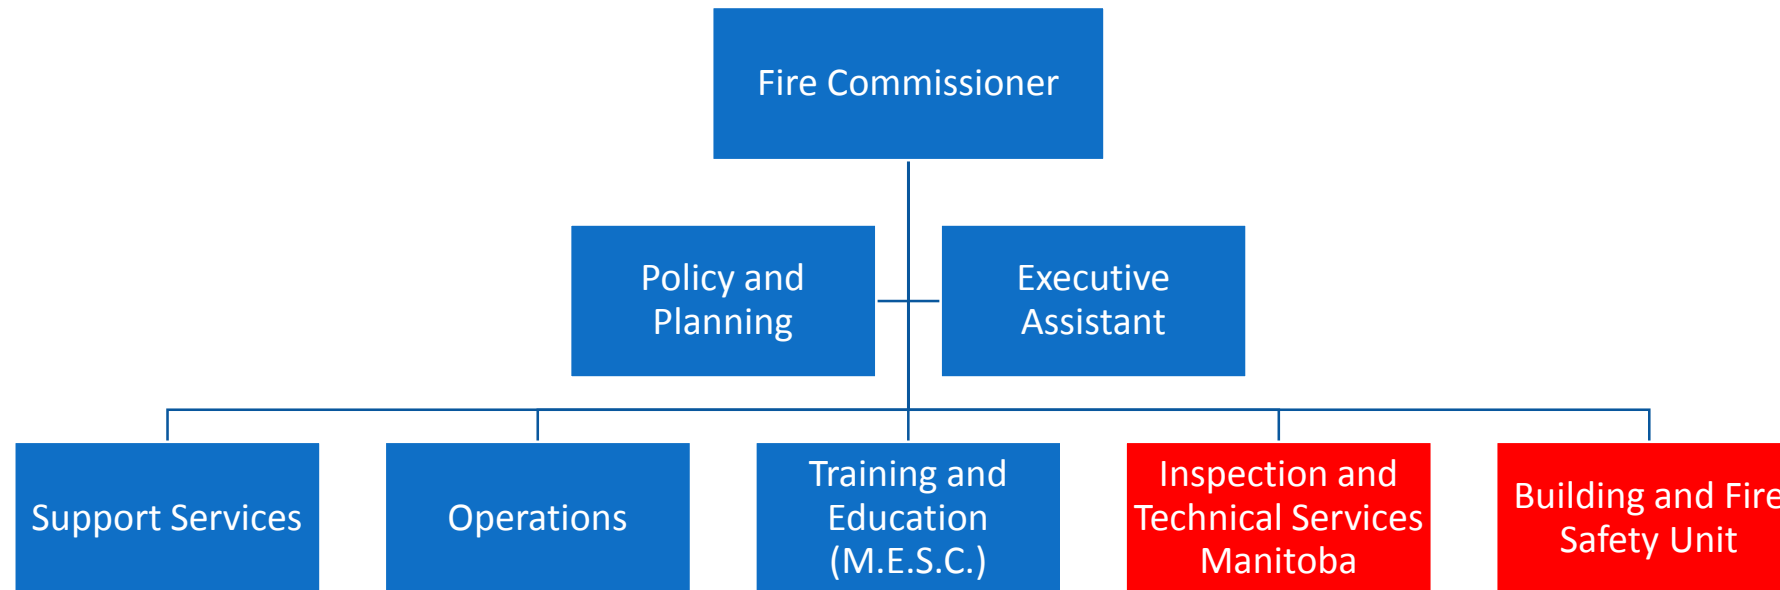 Fire Commissioner
Policy and
Planning
Executive
Assistant
Support Services
Operations
Training and
Education
(M.E.S.C.)
Inspection and
Technical Services
Manitoba
Building and Fire
Safety Unit